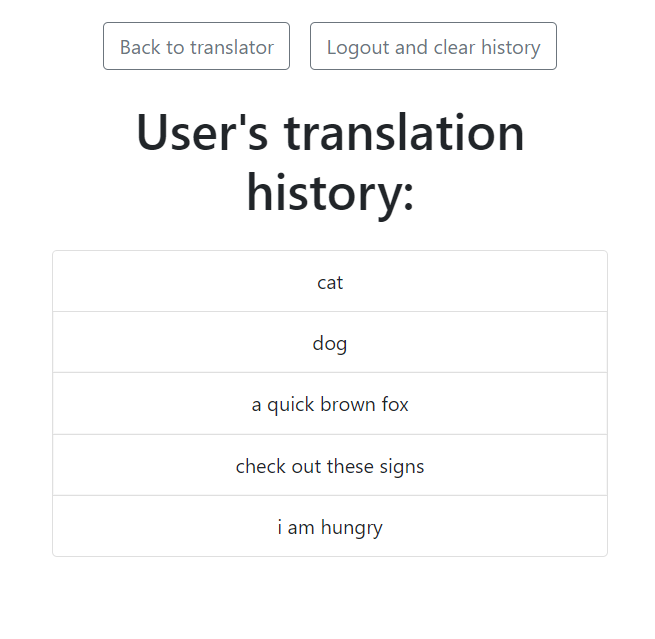 Back to translator
Logout and clear history
User's translation
history:
cat
dog
a quick brown fox
check out these signs
i am hungry